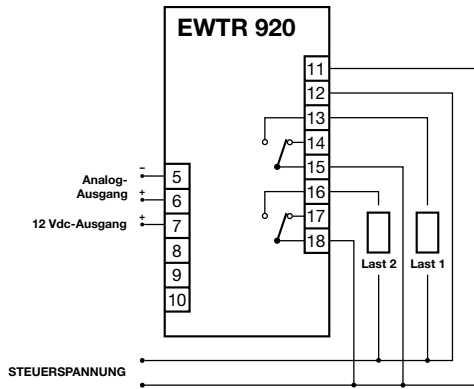 EWTR 920
11
12
13
14
15
16
17
18
− 5
+ 6
+ 7
8
9
10
Analog-
Ausgang
12 Vdc-Ausgang
Last 2
Last 1
STEUERSPANNUNG